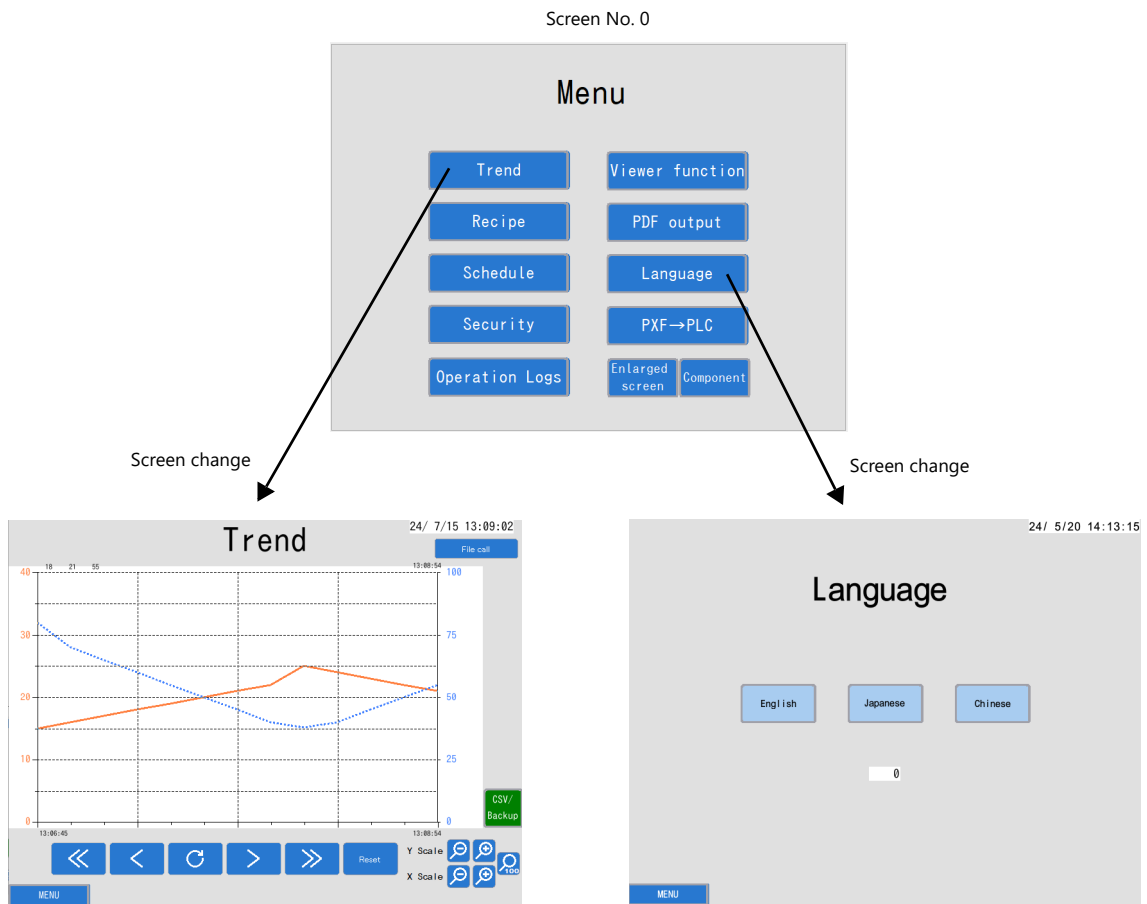 Screen No. 0
Menu
Trend
Viewer function
Recipe
PDF output
Schedule
Language
Security
PXF→PLC
Operation Logs
Enlarged
screen
Component
Screen change
Screen change
Trend
24/ 7/15 13:09:02
File call
18 21 55
13:08:54
40
100
30
75
20
50
10
25
0
0
CSV/
Backup
13:06:45
13:08:54
Reset
Y Scale
X Scale
100
MENU
24/ 5/20 14:13:15
Language
English
Japanese
Chinese
0
MENU